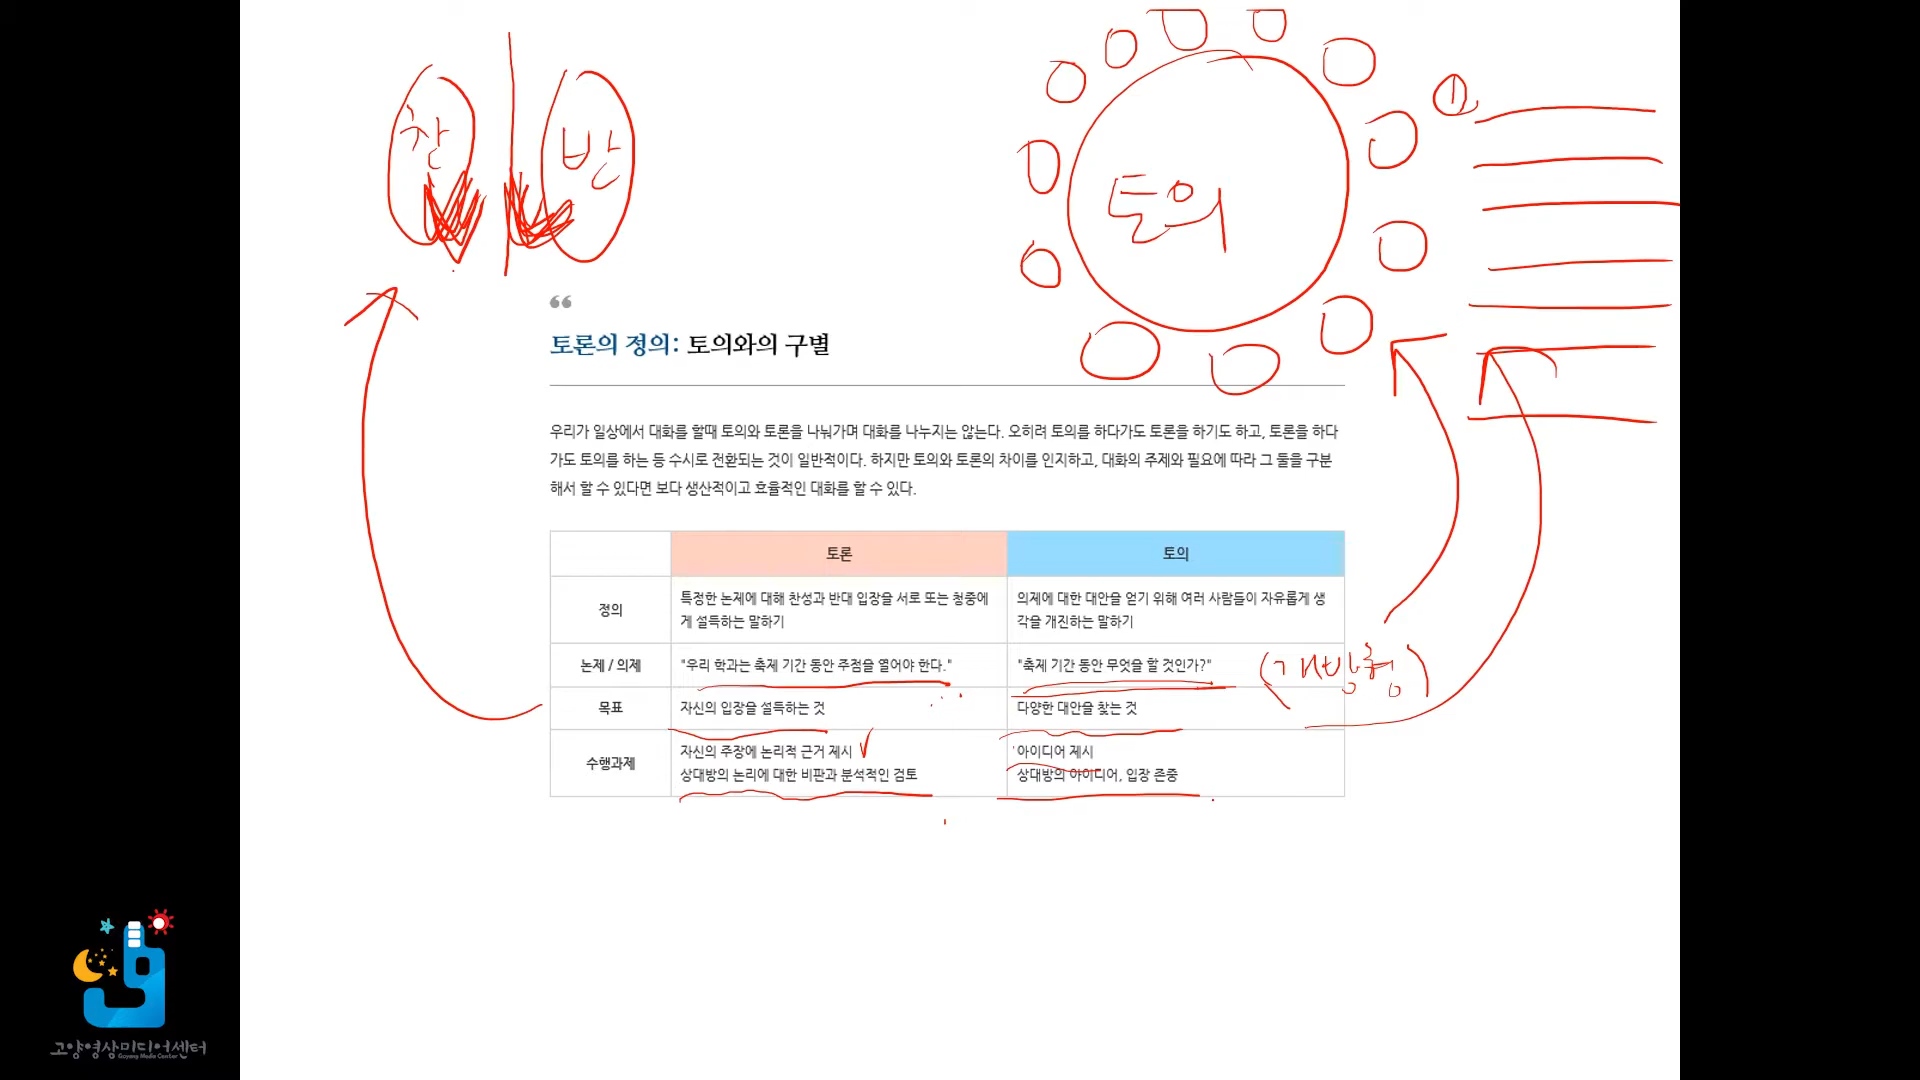 찬
반
토의
1
토론의 정의: 토의와의 구별
우리가 일상에서 대화를 할때 토의와 토론을 나눠가며 대화를 나누지는 않는다. 오히려 토의를 하다가도 토론을 하기도 하고, 토론을 하다
가도 토의를 하는 등 수시로 전환되는 것이 일반적이다. 하지만 토의와 토론의 차이를 인지하고, 대화의 주제와 필요에 따라 그 둘을 구분
해서 할 수 있다면 보다 생산적이고 효율적인 대화를 할 수 있다.
토론 토의
정의
특정한 논제에 대해 찬성과 반대 입장을 서로 또는 청중에
게 설득하는 말하기
의제에 대한 대안을 얻기 위해 여러 사람들이 자유롭게 생
각을 개진하는 말하기
논제 / 의제 "우리 학과는 축제 기간 동안 주점을 열어야 한다." "축제 기간 동안 무엇을 할 것인가?" (개방형)
목표 자신의 입장을 설득하는 것 다양한 대안을 찾는 것
수행과제
자신의 주장에 논리적 근거 제시
상대방의 논리에 대한 비판과 분석적인 검토
아이디어 제시
상대방의 아이디어, 입장 존중
고양영상미디어센터
Goyang Media Center